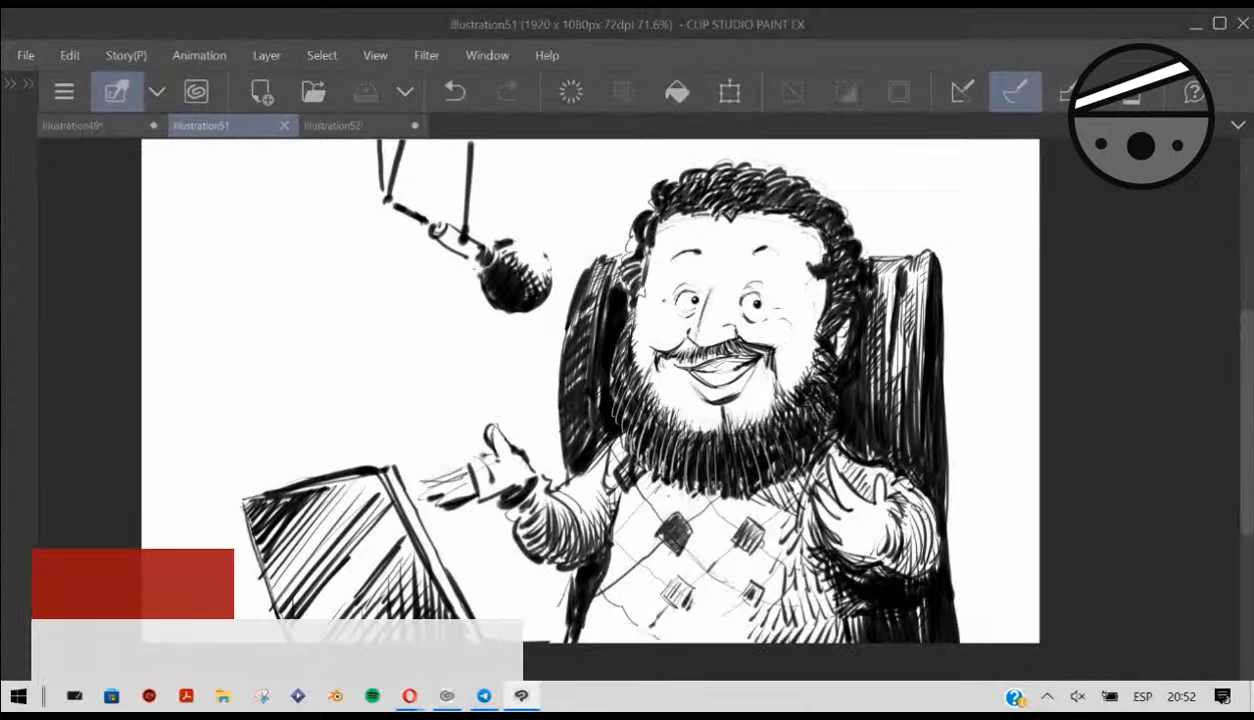 Illustration51 (1920 x 1080px 72dpi 71.6%) - CLIP STUDIO PAINT EX
File Edit Story(P) Animation Layer Select View Filter Window Help
Illustration49* Illustration51 Illustration52
ESP 20:52